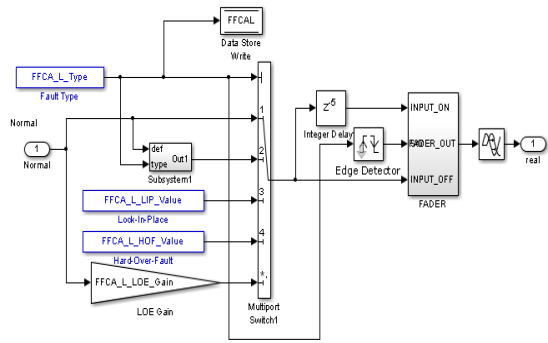 FFCAL
Data Store
Write
FFCA_L_Type
Fault Type
Normal
1
Normal
def
type
Out1
Subsystem1
FFCA_L_LIP_Value
Lock-In-Place
FFCA_L_HOF_Value
Hard-Over-Fault
FFCA_L_LOE_Gain
LOE Gain
1
2
3
4
*,
Multiport
Switch1
z-5
Integer Delay
Edge Detector
INPUT_ON
FADER_OUT
INPUT_OFF
FADER
1
real